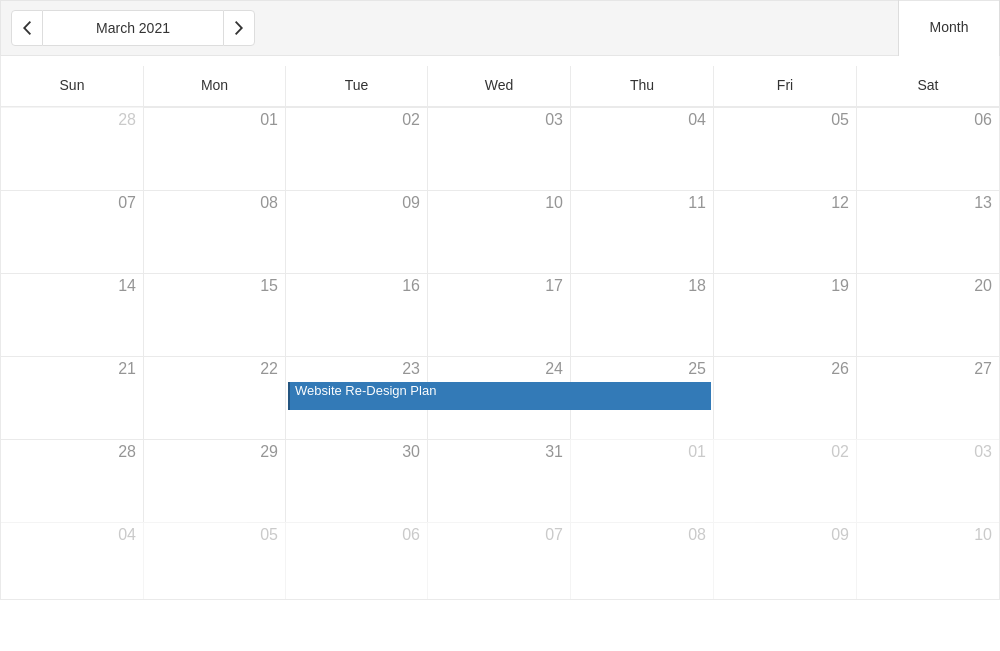 March 2021 Month
Sun Mon Tue Wed Thu Fri Sat
28 01 02 03 04 05 06
07 08 09 10 11 12 13
14 15 16 17 18 19 20
21 22 23 24 25 26 27
Website Re-Design Plan
28 29 30 31 01 02 03
04 05 06 07 08 09 10